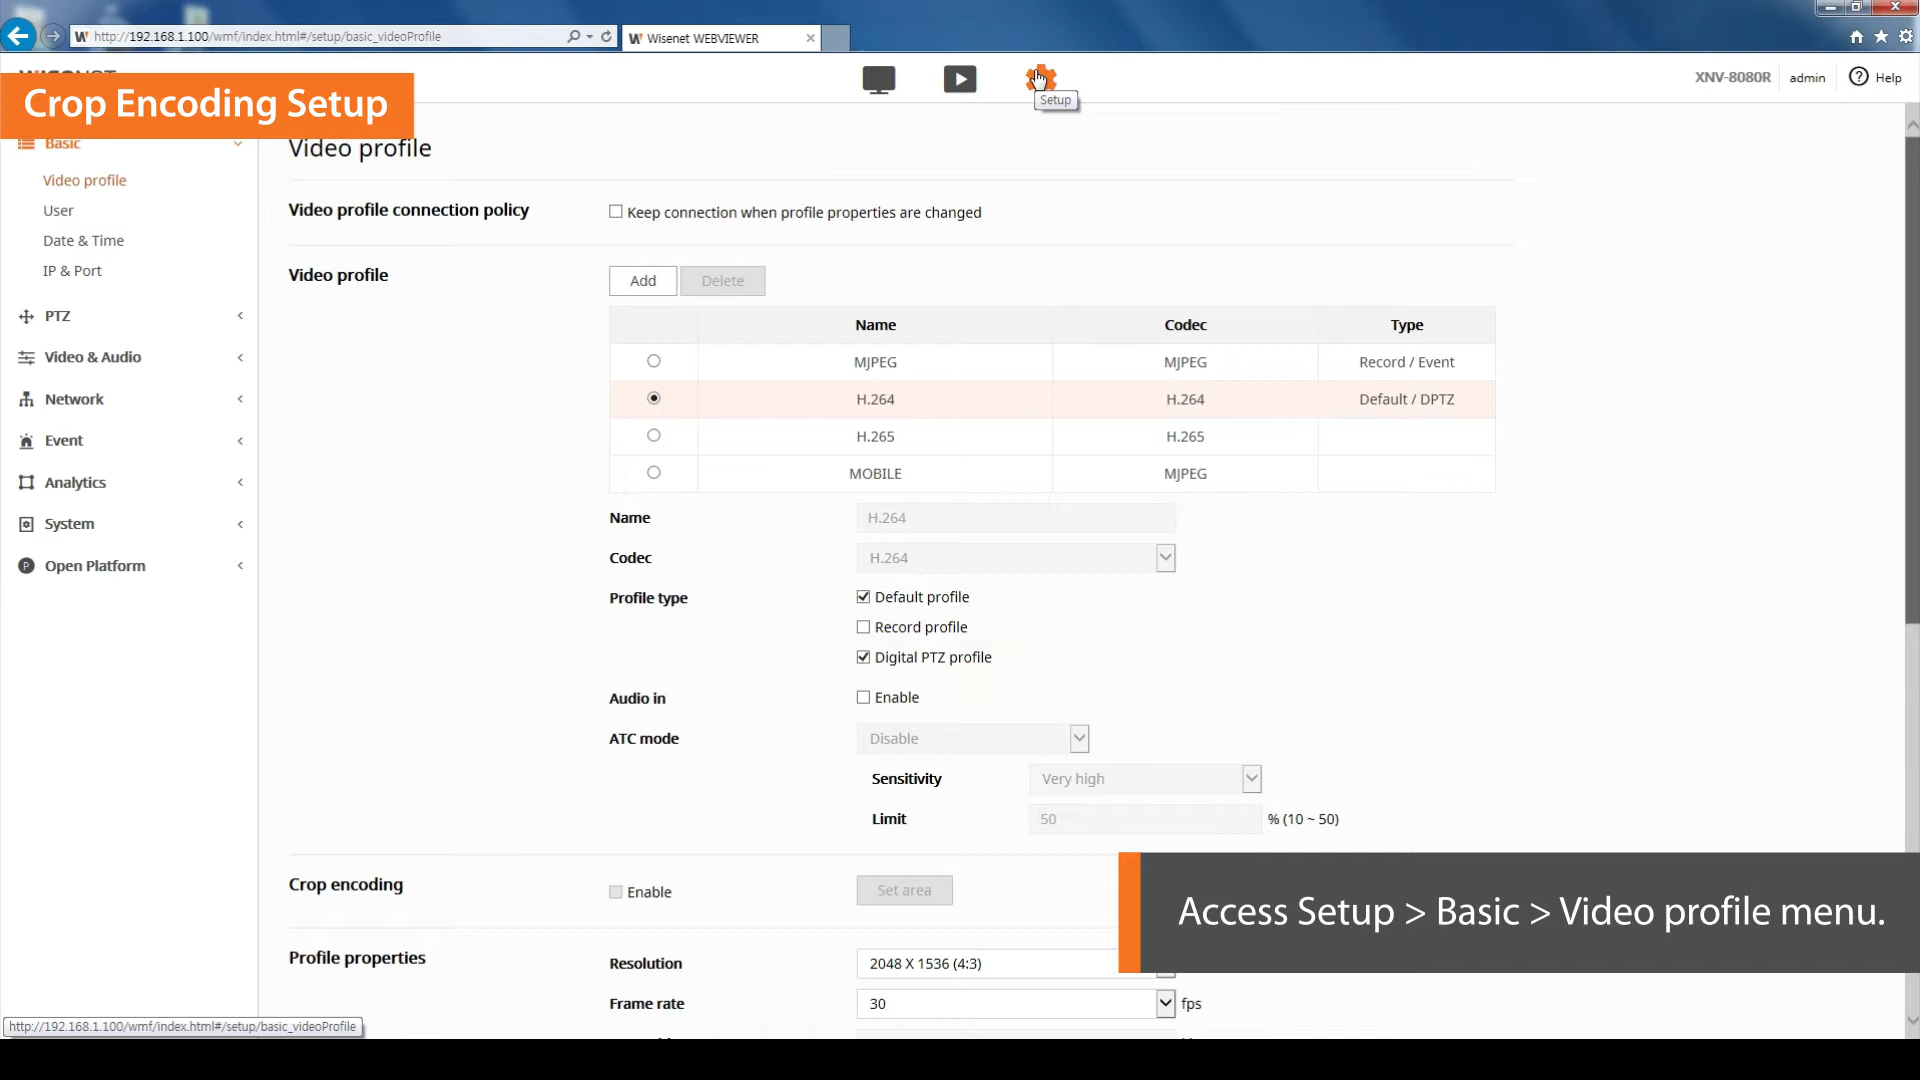 http://192.168.1.100/wmf/index.html#/setup/basic_videoProfile
Wisenet WEBVIEWER
Setup
XNV-8080R
admin
Help
Crop Encoding Setup
Basic
Video profile
User
Date & Time
IP & Port
PTZ
Video & Audio
Network
Event
Analytics
System
Open Platform
Video profile
Video profile connection policy
Keep connection when profile properties are changed
Video profile
Add
Delete
Name Codec Type
MJPEG MJPEG Record / Event
H.264 H.264 Default / DPTZ
H.265 H.265
MOBILE MJPEG
Name H.264
Codec H.264
Profile type
Default profile
Record profile
Digital PTZ profile
Audio in Enable
ATC mode Disable
Sensitivity Very high
Limit 50 % (10 ~ 50)
Crop encoding Enable Set area
Access Setup > Basic > Video profile menu.
Profile properties
Resolution 2048 X 1536 (4:3)
Frame rate 30 fps
http://192.168.1.100/wmf/index.html#/setup/basic_videoProfile